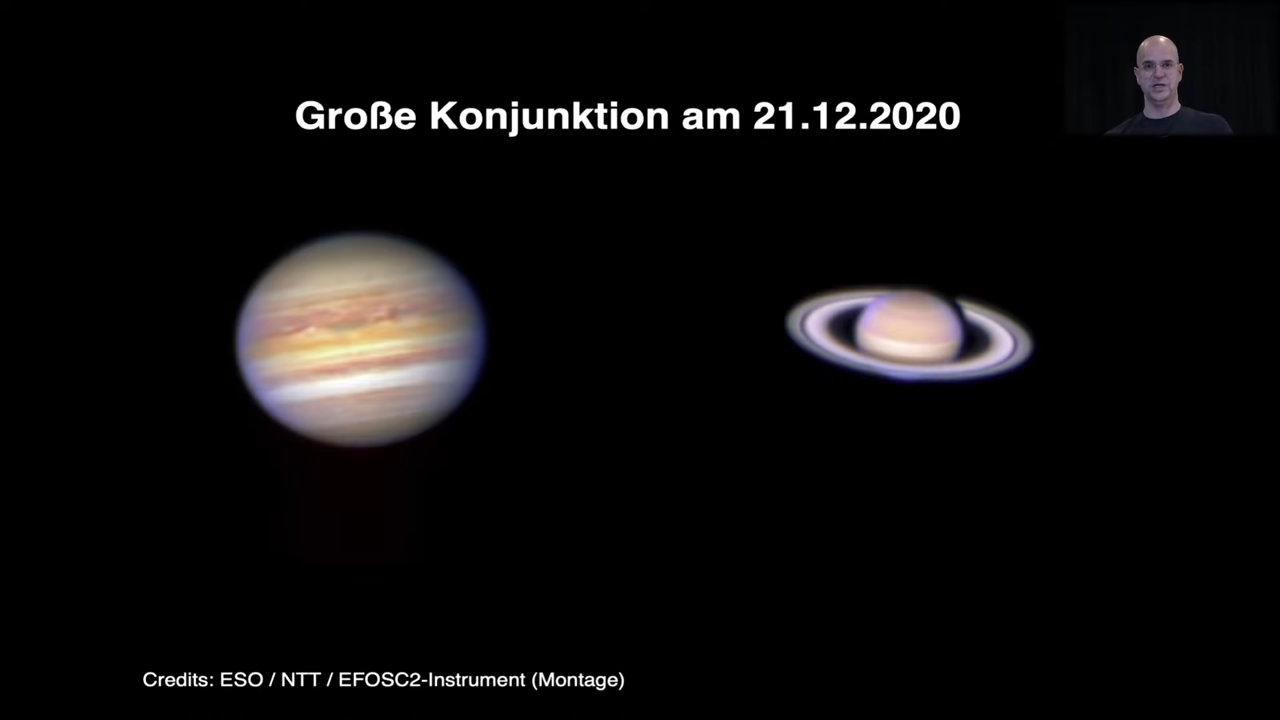 Große Konjunktion am 21.12.2020
Credits: ESO / NTT / EFOSC2-Instrument (Montage)